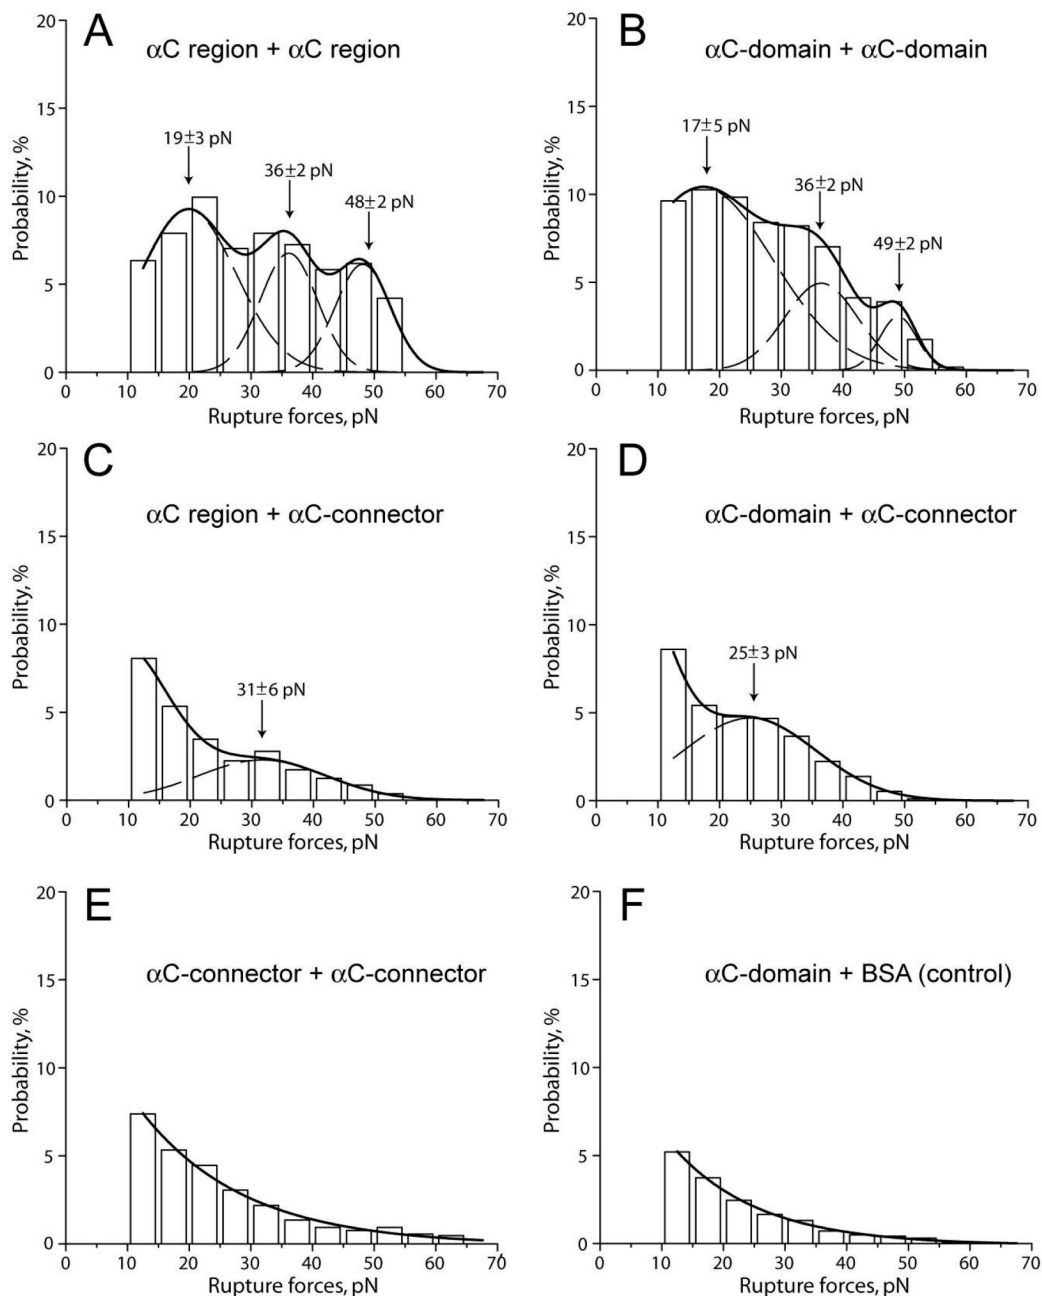 A
αC region + αC region
20
15
10
5
0
Probability, %
19±3 pN
36±2 pN
48±2 pN
0 10 20 30 40 50 60 70
Rupture forces, pN
B
αC-domain + αC-domain
20
15
10
5
0
Probability, %
17±5 pN
36±2 pN
49±2 pN
0 10 20 30 40 50 60 70
Rupture forces, pN
C
αC region + αC-connector
20
15
10
5
0
Probability, %
31±6 pN
0 10 20 30 40 50 60 70
Rupture forces, pN
D
αC-domain + αC-connector
20
15
10
5
0
Probability, %
25±3 pN
0 10 20 30 40 50 60 70
Rupture forces, pN
E
αC-connector + αC-connector
20
15
10
5
0
Probability, %
0 10 20 30 40 50 60 70
Rupture forces, pN
F
αC-domain + BSA (control)
20
15
10
5
0
Probability, %
0 10 20 30 40 50 60 70
Rupture forces, pN